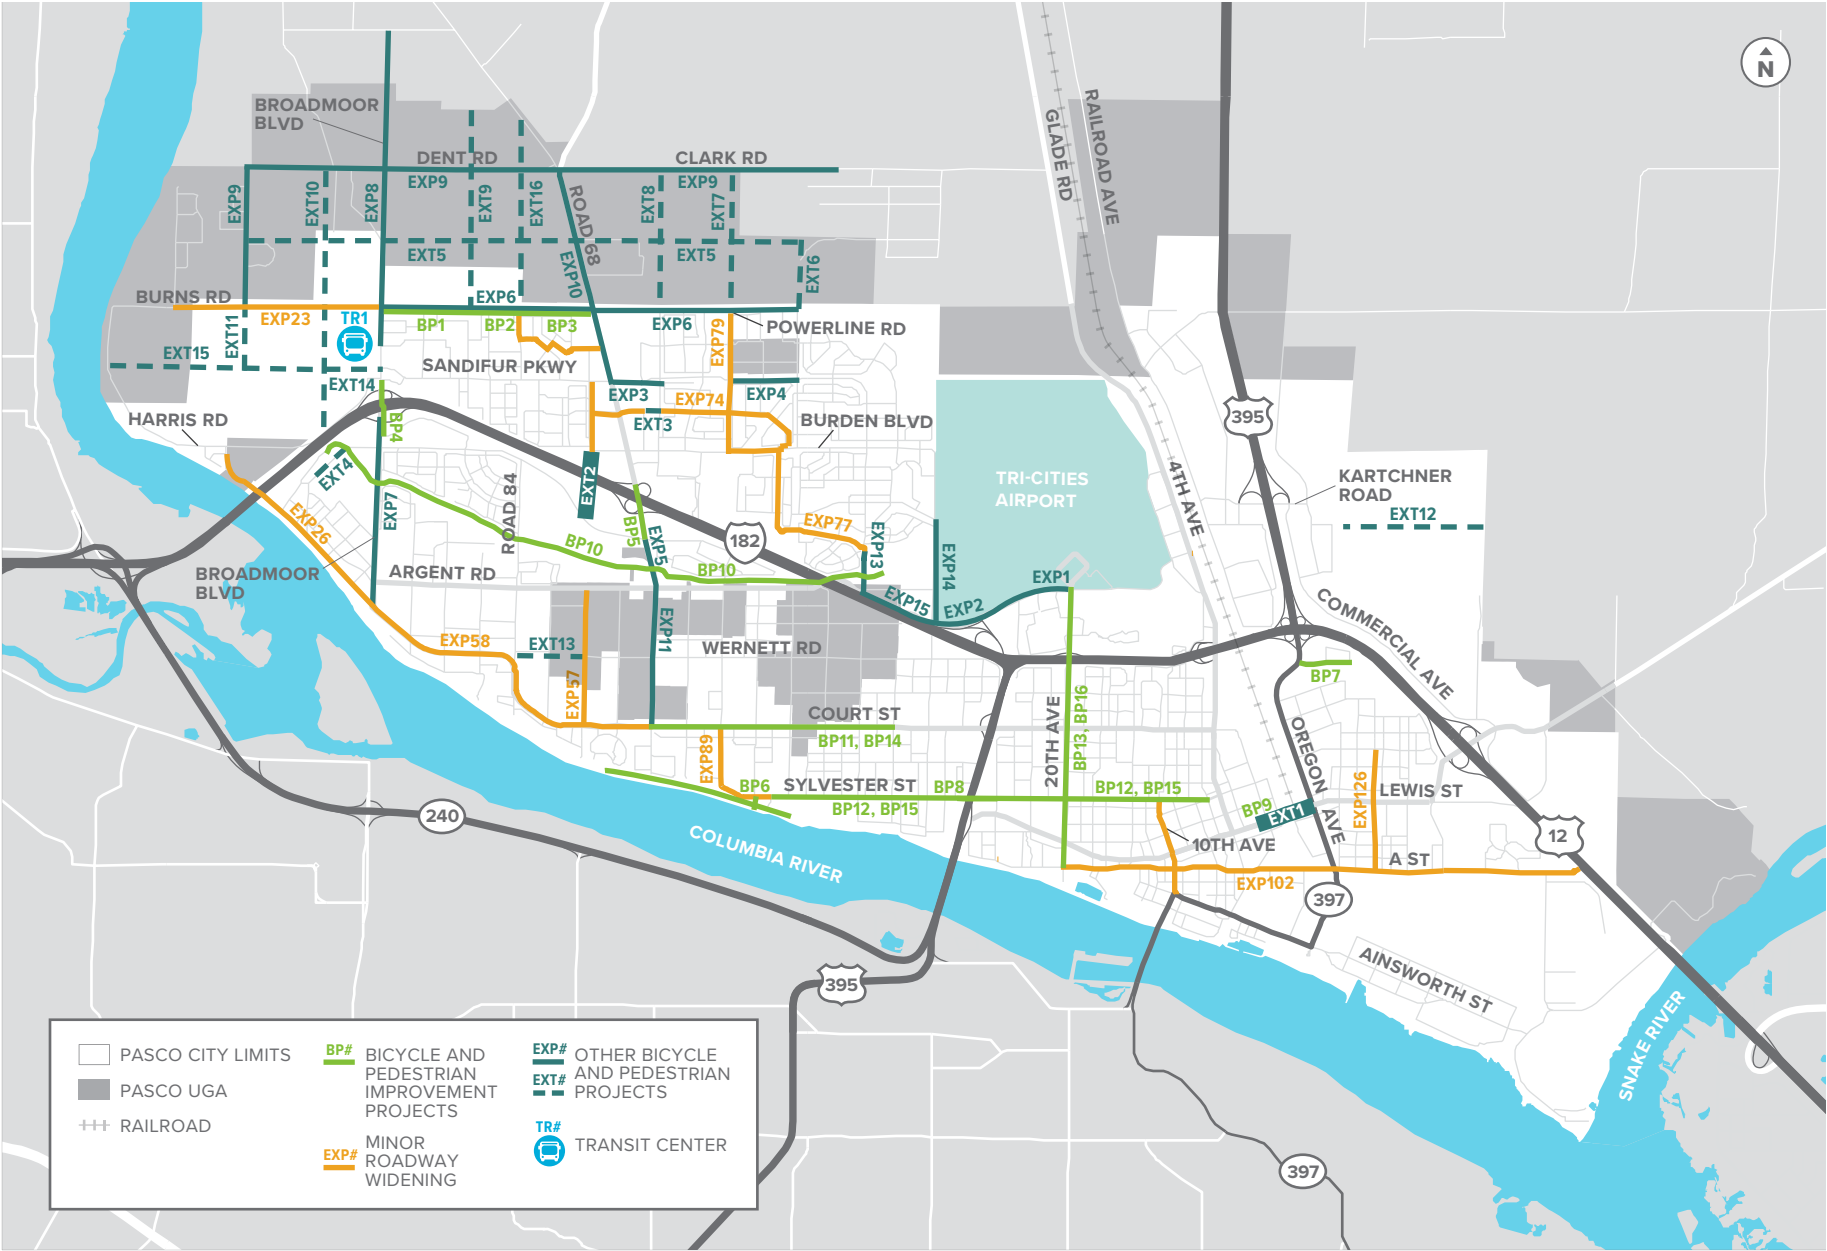 N
BROADMOOR
BLVD
DENT RD
CLARK RD
GLADE RD
RAILROAD AVE
EXP9
EXT10
EXP8
EXP9
EXT9
EXT16
ROAD 68
EXT8
EXP9
EXT7
EXT5
EXP10
EXT5
EXT6
BURNS RD
EXP6
EXP23
EXT11
TR1
BP1
BP2
BP3
EXP6
EXP79
POWERLINE RD
EXT15
SANDIFUR PKWY
EXT14
EXP3
EXP74
EXP4
HARRIS RD
BP4
EXT3
BURDEN BLVD
395
EXT4
EXT2
ROAD 84
TRI-CITIES
AIRPORT
4TH AVE
KARTCHNER
ROAD
EXT12
EXP26
EXP7
BP5
EXP5
182
EXP77
EXP13
BP10
BP10
EXP14
BROADMOOR
BLVD
ARGENT RD
EXP15
EXP2
EXP1
COMMERCIAL AVE
EXP58
EXT13
EXP11
WERNETT RD
EXP57
BP7
COURT ST
BP11, BP14
20TH AVE
BP13, BP16
OREGON
AVE
EXP89
BP6
SYLVESTER ST
BP8
BP12, BP15
BP12, BP15
BP9
EXT1
EXP126
LEWIS ST
240
COLUMBIA RIVER
10TH AVE
A ST
12
EXP102
397
395
AINSWORTH ST
SNAKE RIVER
397
PASCO CITY LIMITS
PASCO UGA
RAILROAD
BP#
BICYCLE AND
PEDESTRIAN
IMPROVEMENT
PROJECTS
EXP#
MINOR
ROADWAY
WIDENING
EXP#
EXT#
OTHER BICYCLE
AND PEDESTRIAN
PROJECTS
TR#
TRANSIT CENTER